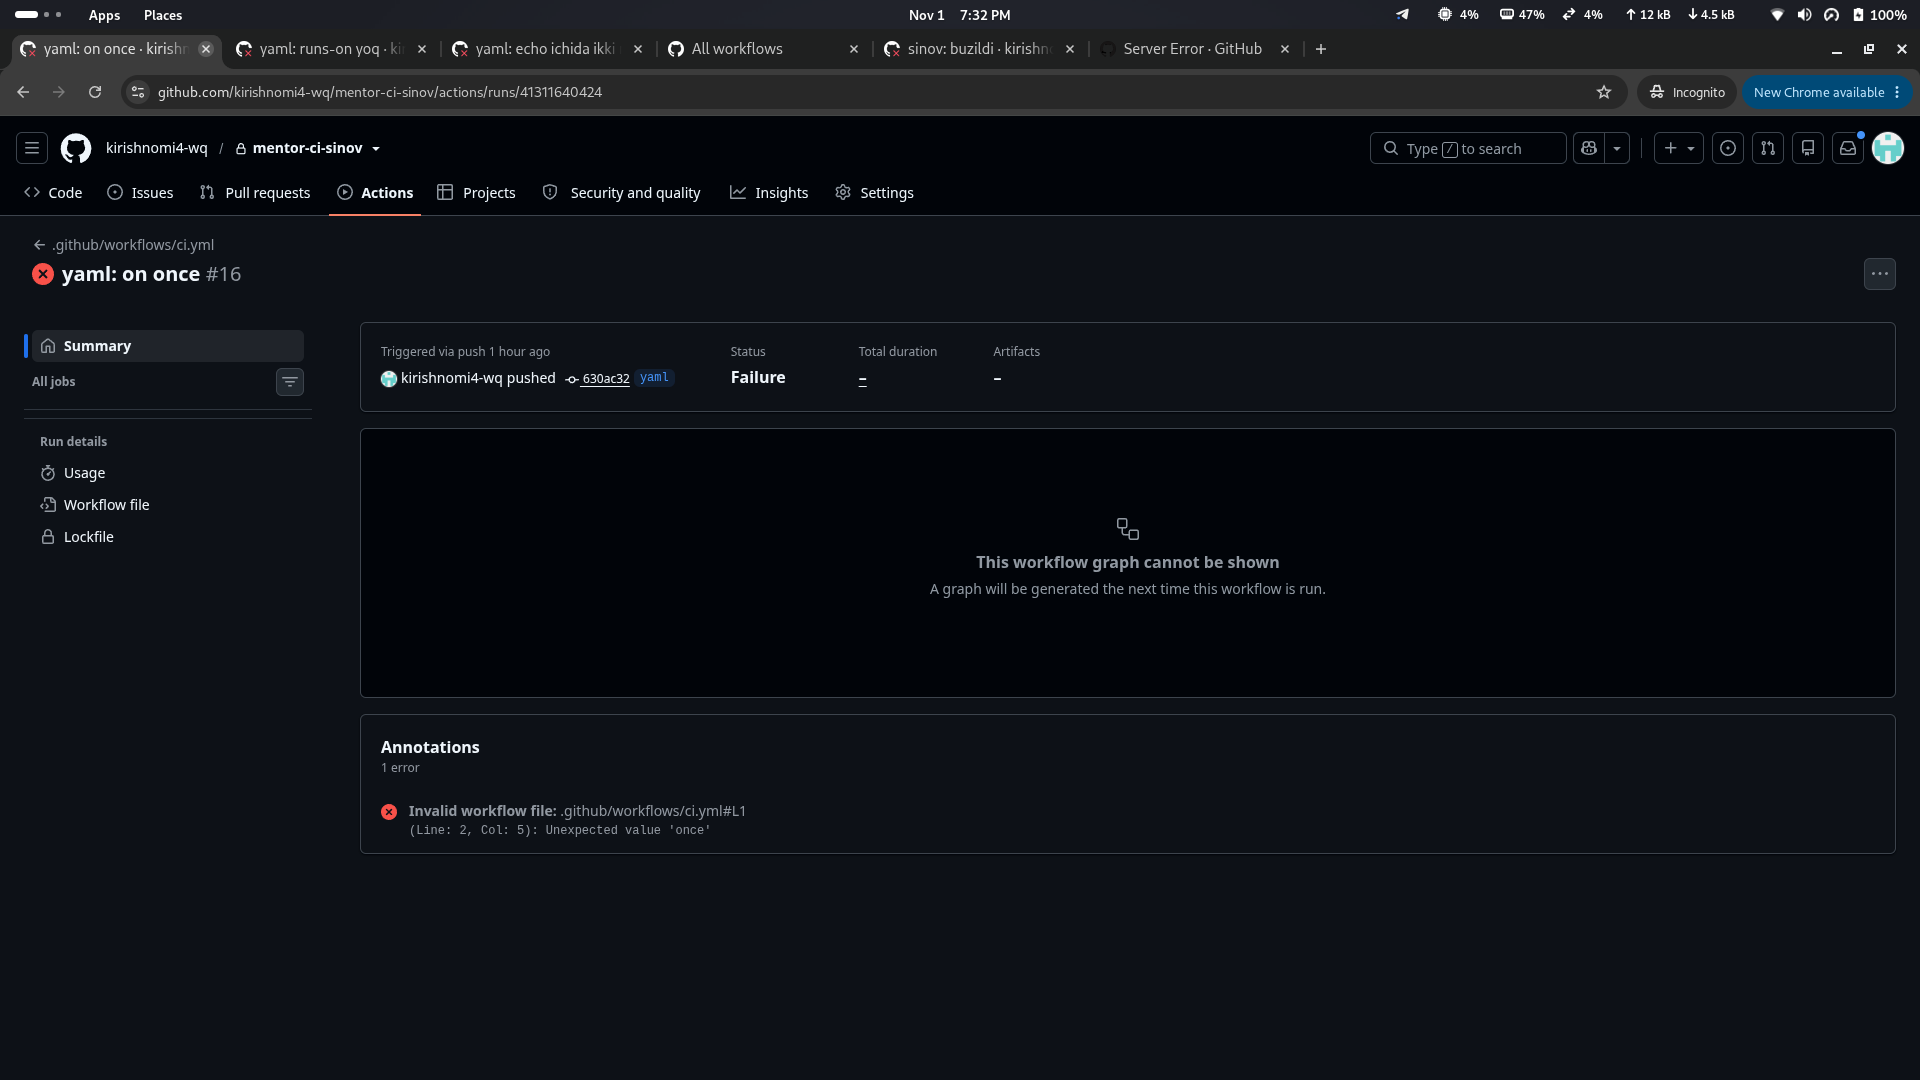 Apps Places Nov 1 7:32 PM 4% 47% 4% 12 kB 4.5 kB 100%
yaml: on once · kirishn yaml: runs-on yoq · ki yaml: echo ichida ikki All workflows sinov: buzildi · kirishn Server Error · GitHub
github.com/kirishnomi4-wq/mentor-ci-sinov/actions/runs/41311640424 Incognito New Chrome available
kirishnomi4-wq / mentor-ci-sinov Type / to search
Code Issues Pull requests Actions Projects Security and quality Insights Settings
.github/workflows/ci.yml
yaml: on once #16
Summary
All jobs
Run details
Usage
Workflow file
Lockfile
Triggered via push 1 hour ago Status Total duration Artifacts
kirishnomi4-wq pushed 630ac32 yaml Failure – –
This workflow graph cannot be shown
A graph will be generated the next time this workflow is run.
Annotations
1 error
Invalid workflow file: .github/workflows/ci.yml#L1
(Line: 2, Col: 5): Unexpected value 'once'